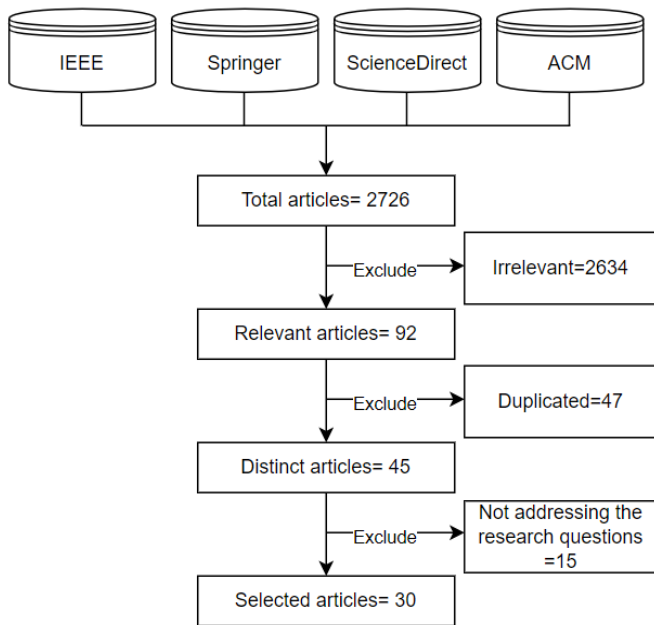 IEEE
Springer
ScienceDirect
ACM
Total articles= 2726
Exclude
Irrelevant=2634
Relevant articles= 92
Exclude
Duplicated=47
Distinct articles= 45
Exclude
Not addressing the
research questions
=15
Selected articles= 30